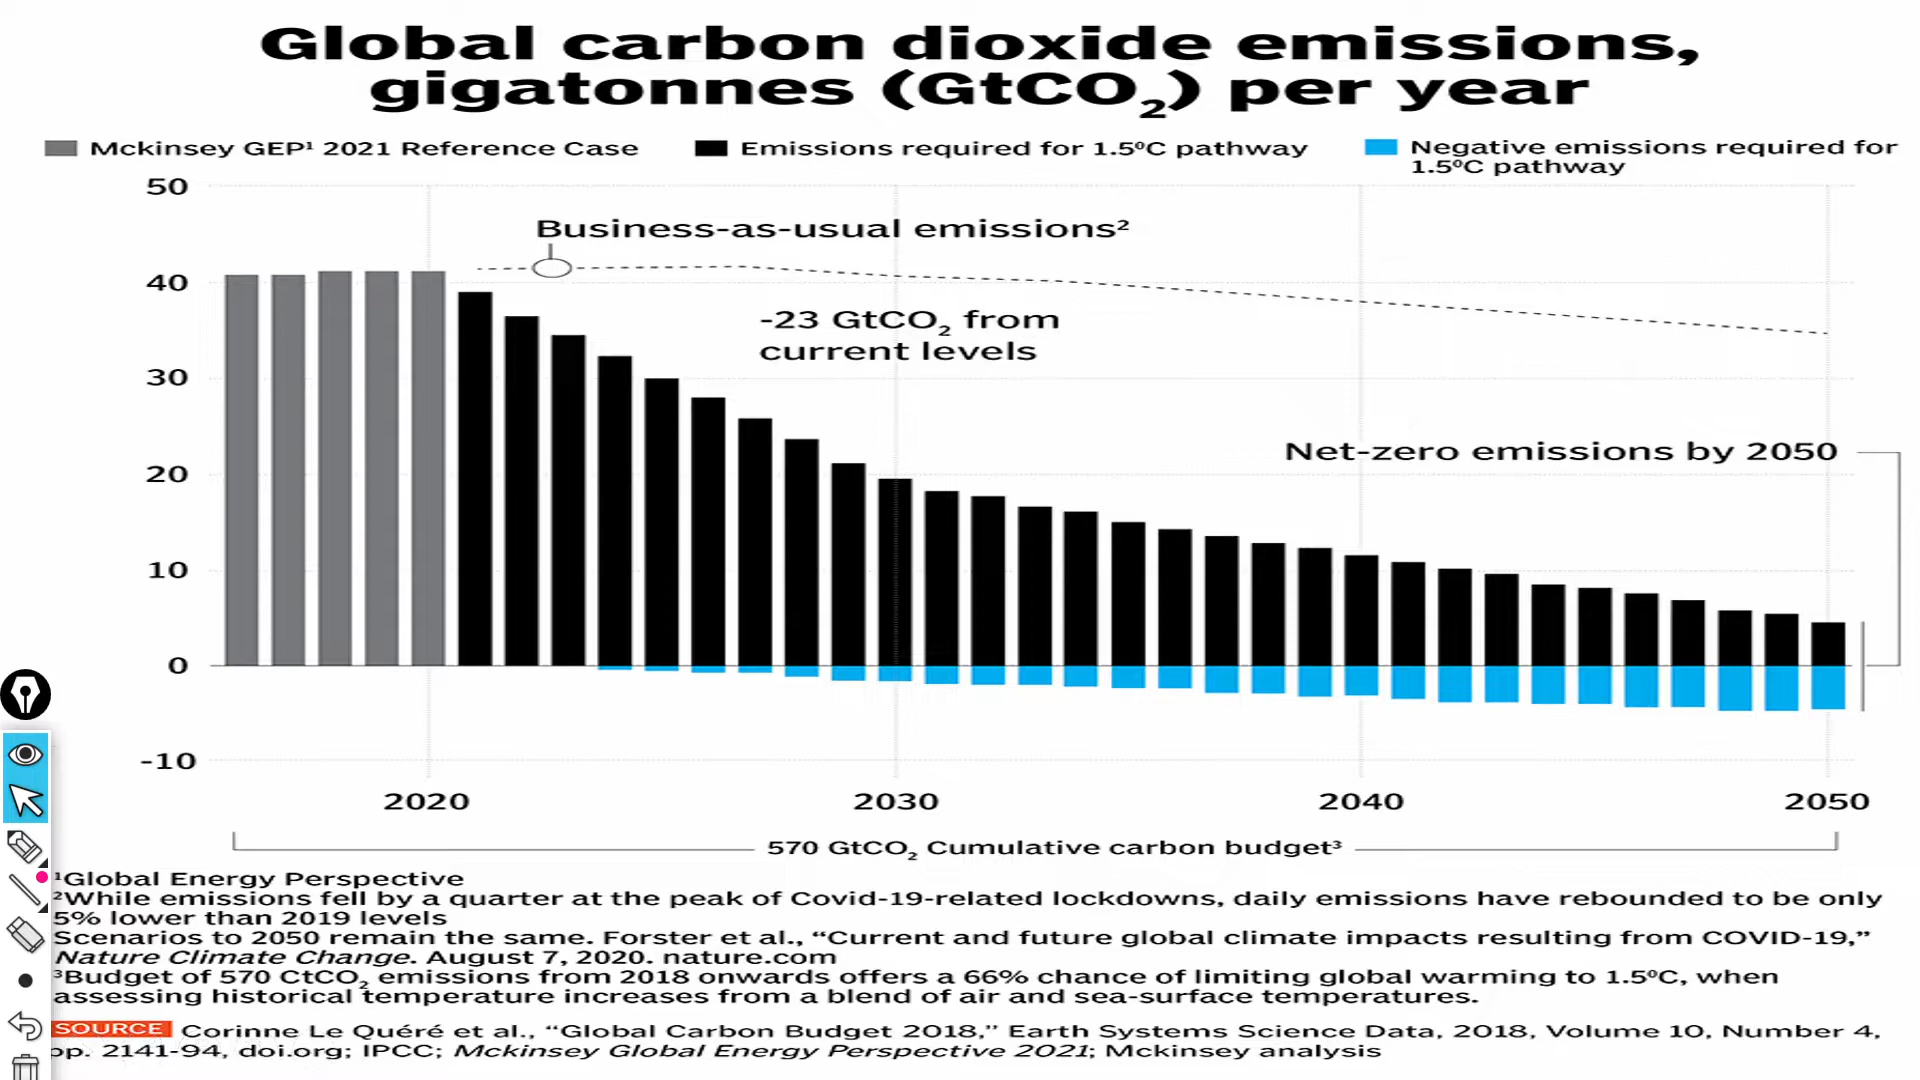 Global carbon dioxide emissions,
gigatonnes (GtCO₂) per year
Mckinsey GEP¹ 2021 Reference Case
Emissions required for 1.5⁰C pathway
Negative emissions required for
1.5⁰C pathway
50
Business-as-usual emissions²
40
-23 GtCO₂ from
current levels
30
Net-zero emissions by 2050
20
10
0
-10
2020 2030 2040 2050
570 GtCO₂ Cumulative carbon budget³
¹Global Energy Perspective
²While emissions fell by a quarter at the peak of Covid-19-related lockdowns, daily emissions have rebounded to be only
5% lower than 2019 levels
Scenarios to 2050 remain the same. Forster et al., “Current and future global climate impacts resulting from COVID-19,”
Nature Climate Change. August 7, 2020. nature.com
³Budget of 570 CtCO₂ emissions from 2018 onwards offers a 66% chance of limiting global warming to 1.5⁰C, when
assessing historical temperature increases from a blend of air and sea-surface temperatures.
SOURCE Corinne Le Quéré et al., “Global Carbon Budget 2018,” Earth Systems Science Data, 2018, Volume 10, Number 4,
pp. 2141-94, doi.org; IPCC; Mckinsey Global Energy Perspective 2021; Mckinsey analysis